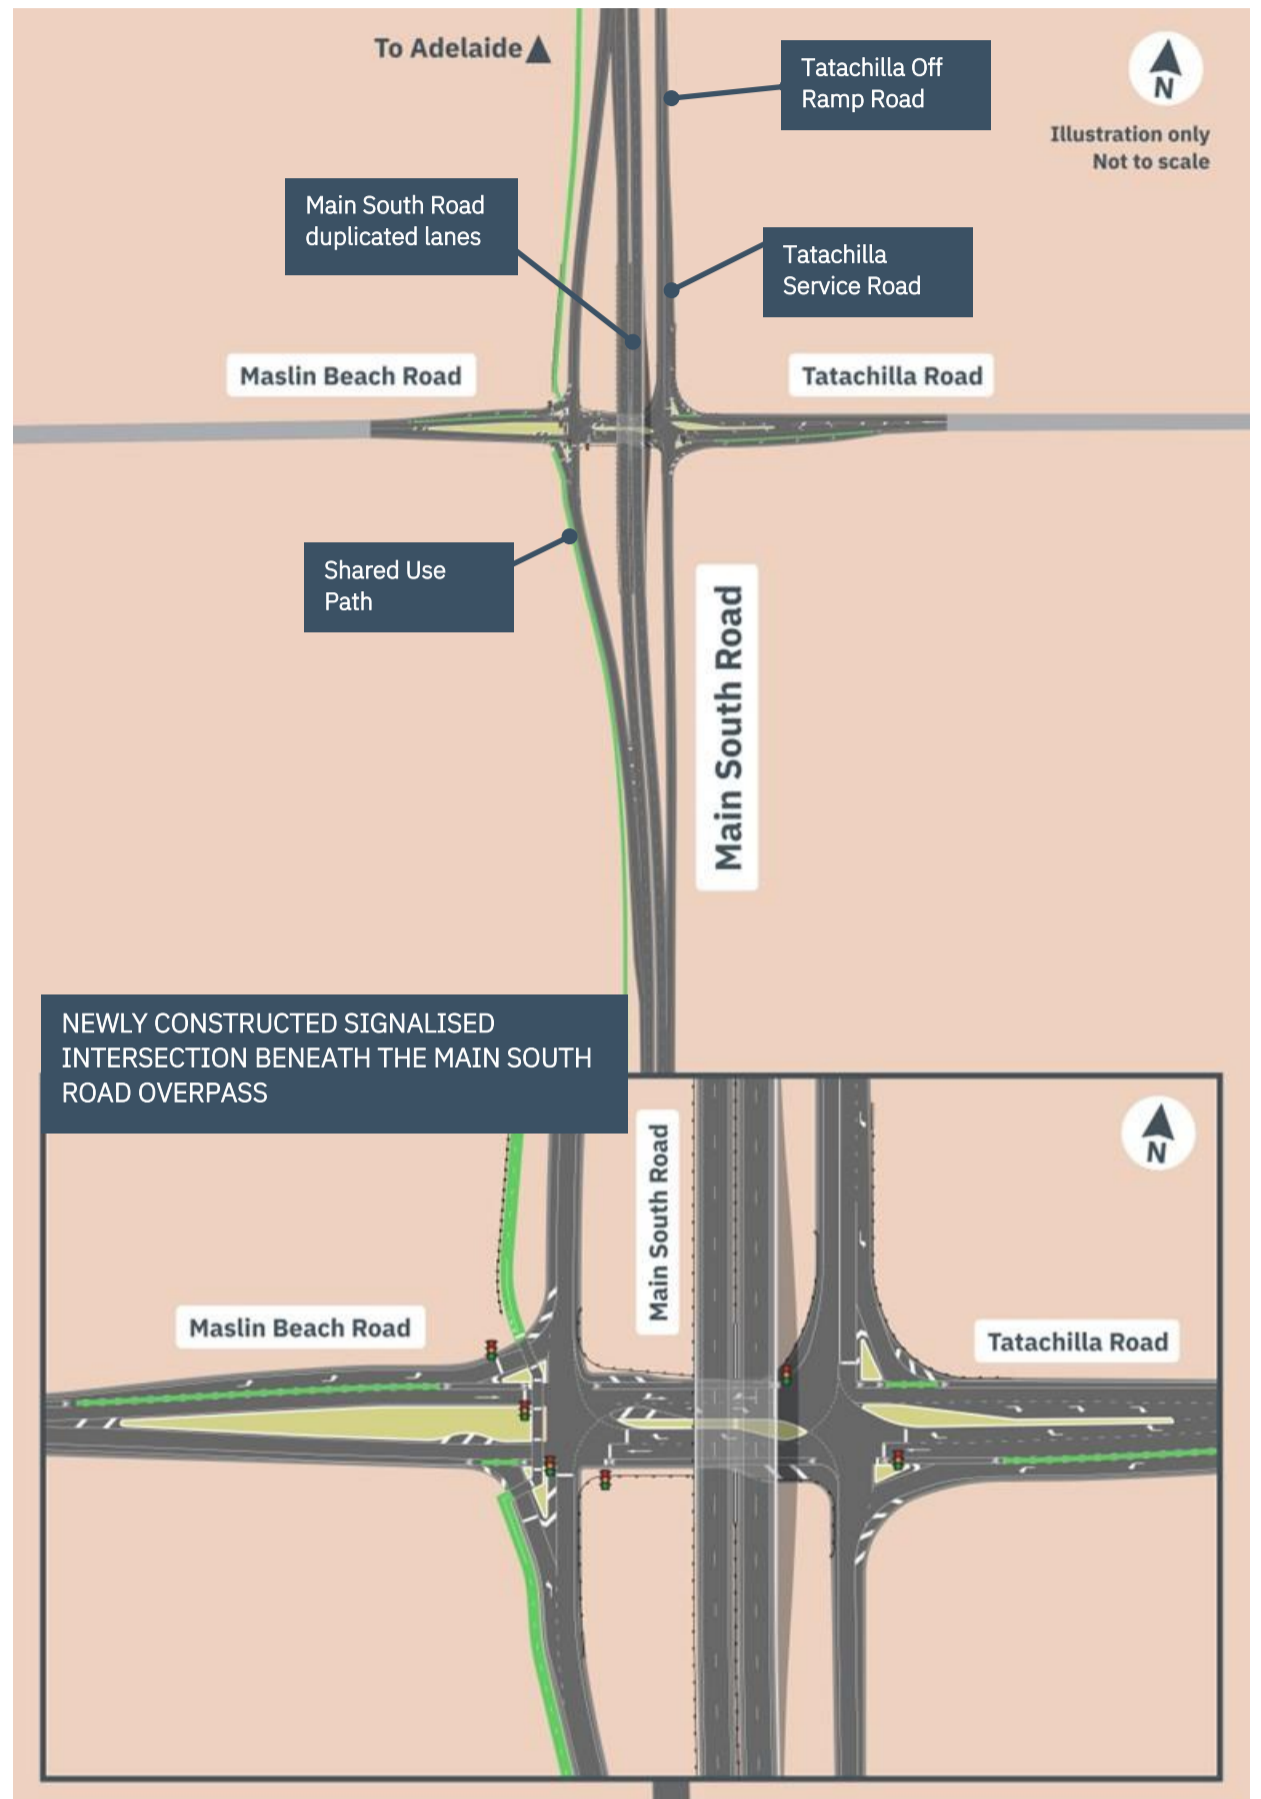 To Adelaide
Tatachilla Off
Ramp Road
N
Illustration only
Not to scale
Main South Road
duplicated lanes
Tatachilla
Service Road
Maslin Beach Road
Tatachilla Road
Shared Use
Path
Main South Road
NEWLY CONSTRUCTED SIGNALISED
INTERSECTION BENEATH THE MAIN SOUTH
ROAD OVERPASS
Main South Road
N
Maslin Beach Road
Tatachilla Road